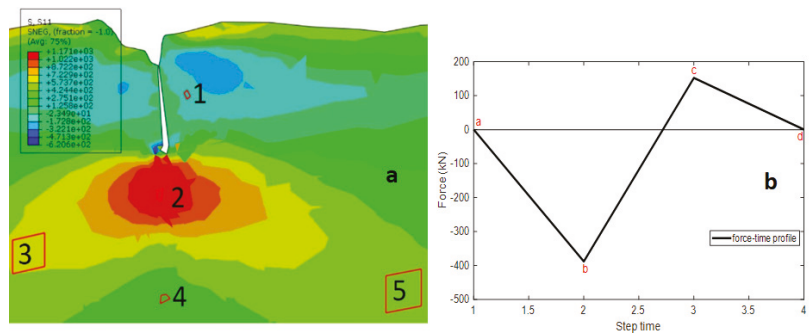 S, S11
SNEG, (fraction = -1.0)
(Avg: 75%)
+1.171e+03
+1.022e+03
+8.722e+02
+7.229e+02
+5.737e+02
+4.244e+02
+2.751e+02
+1.258e+02
-2.349e+01
-1.728e+02
-3.221e+02
-4.713e+02
-6.206e+02
1
2
3
4
5
a
Force (kN)
200
100
0
-100
-200
-300
-400
-500
a
b
c
d
b
force-time profile
1
1.5
2
2.5
3
3.5
4
Step time